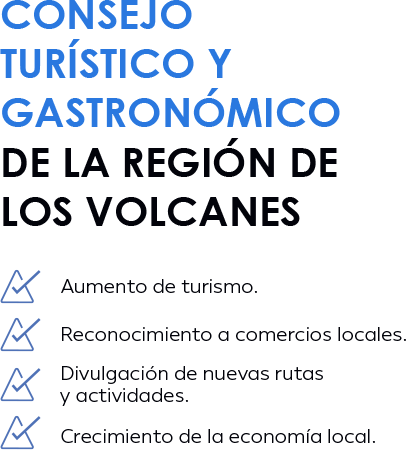 CONSEJO
TURÍSTICO Y
GASTRONÓMICO
DE LA REGIÓN DE
LOS VOLCANES
Aumento de turismo.
Reconocimiento a comercios locales.
Divulgación de nuevas rutas
y actividades.
Crecimiento de la economía local.